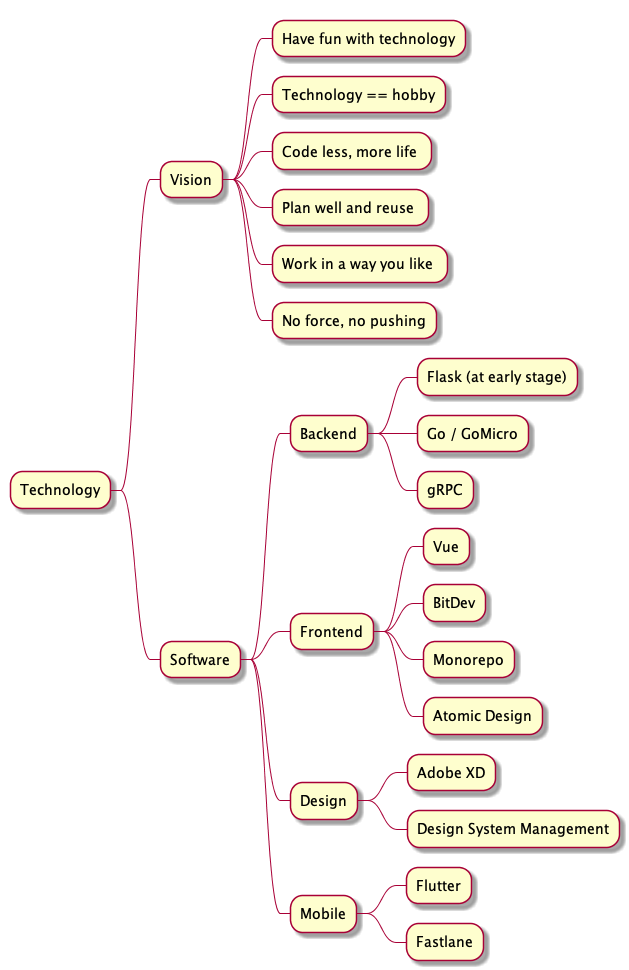 Have fun with technology
Technology == hobby
Code less, more life
Vision
Plan well and reuse
Work in a way you like
No force, no pushing
Flask (at early stage)
Backend
Go / GoMicro
Technology
gRPC
Vue
BitDev
Frontend
Software
Monorepo
Atomic Design
Adobe XD
Design
Design System Management
Flutter
Mobile
Fastlane